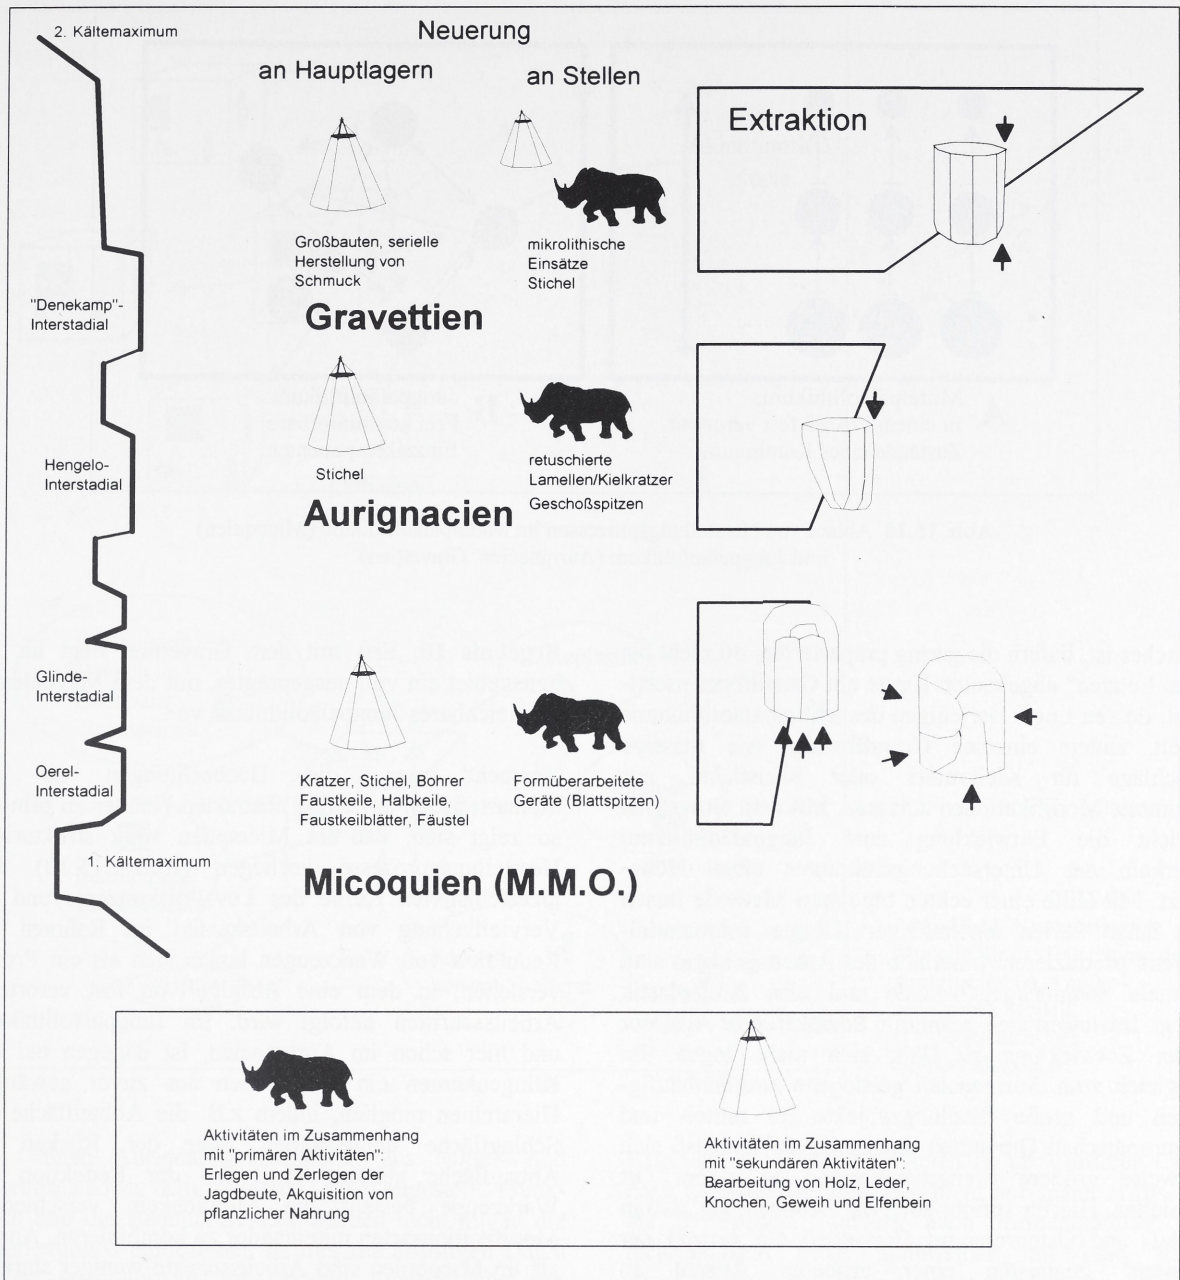 2. Kältemaximum
Neuerung
an Hauptlagern
an Stellen
Extraktion
Großbauten, serielle
Herstellung von
Schmuck
mikrolithische
Einsätze
Stichel
"Denekamp"-
Interstadial
Gravettien
Hengelo-
Interstadial
Stichel
retuschierte
Lamellen/Kielkratzer
Geschoßspitzen
Aurignacien
Glinde-
Interstadial
Oerel-
Interstadial
Kratzer, Stichel, Bohrer
Faustkeile, Halbkeile,
Faustkeilblätter, Fäustel
Formüberarbeitete
Geräte (Blattspitzen)
1. Kältemaximum
Micoquien (M.M.O.)
Aktivitäten im Zusammenhang
mit "primären Aktivitäten":
Erlegen und Zerlegen der
Jagdbeute, Akquisition von
pflanzlicher Nahrung
Aktivitäten im Zusammenhang
mit "sekundären Aktivitäten":
Bearbeitung von Holz, Leder,
Knochen, Geweih und Elfenbein